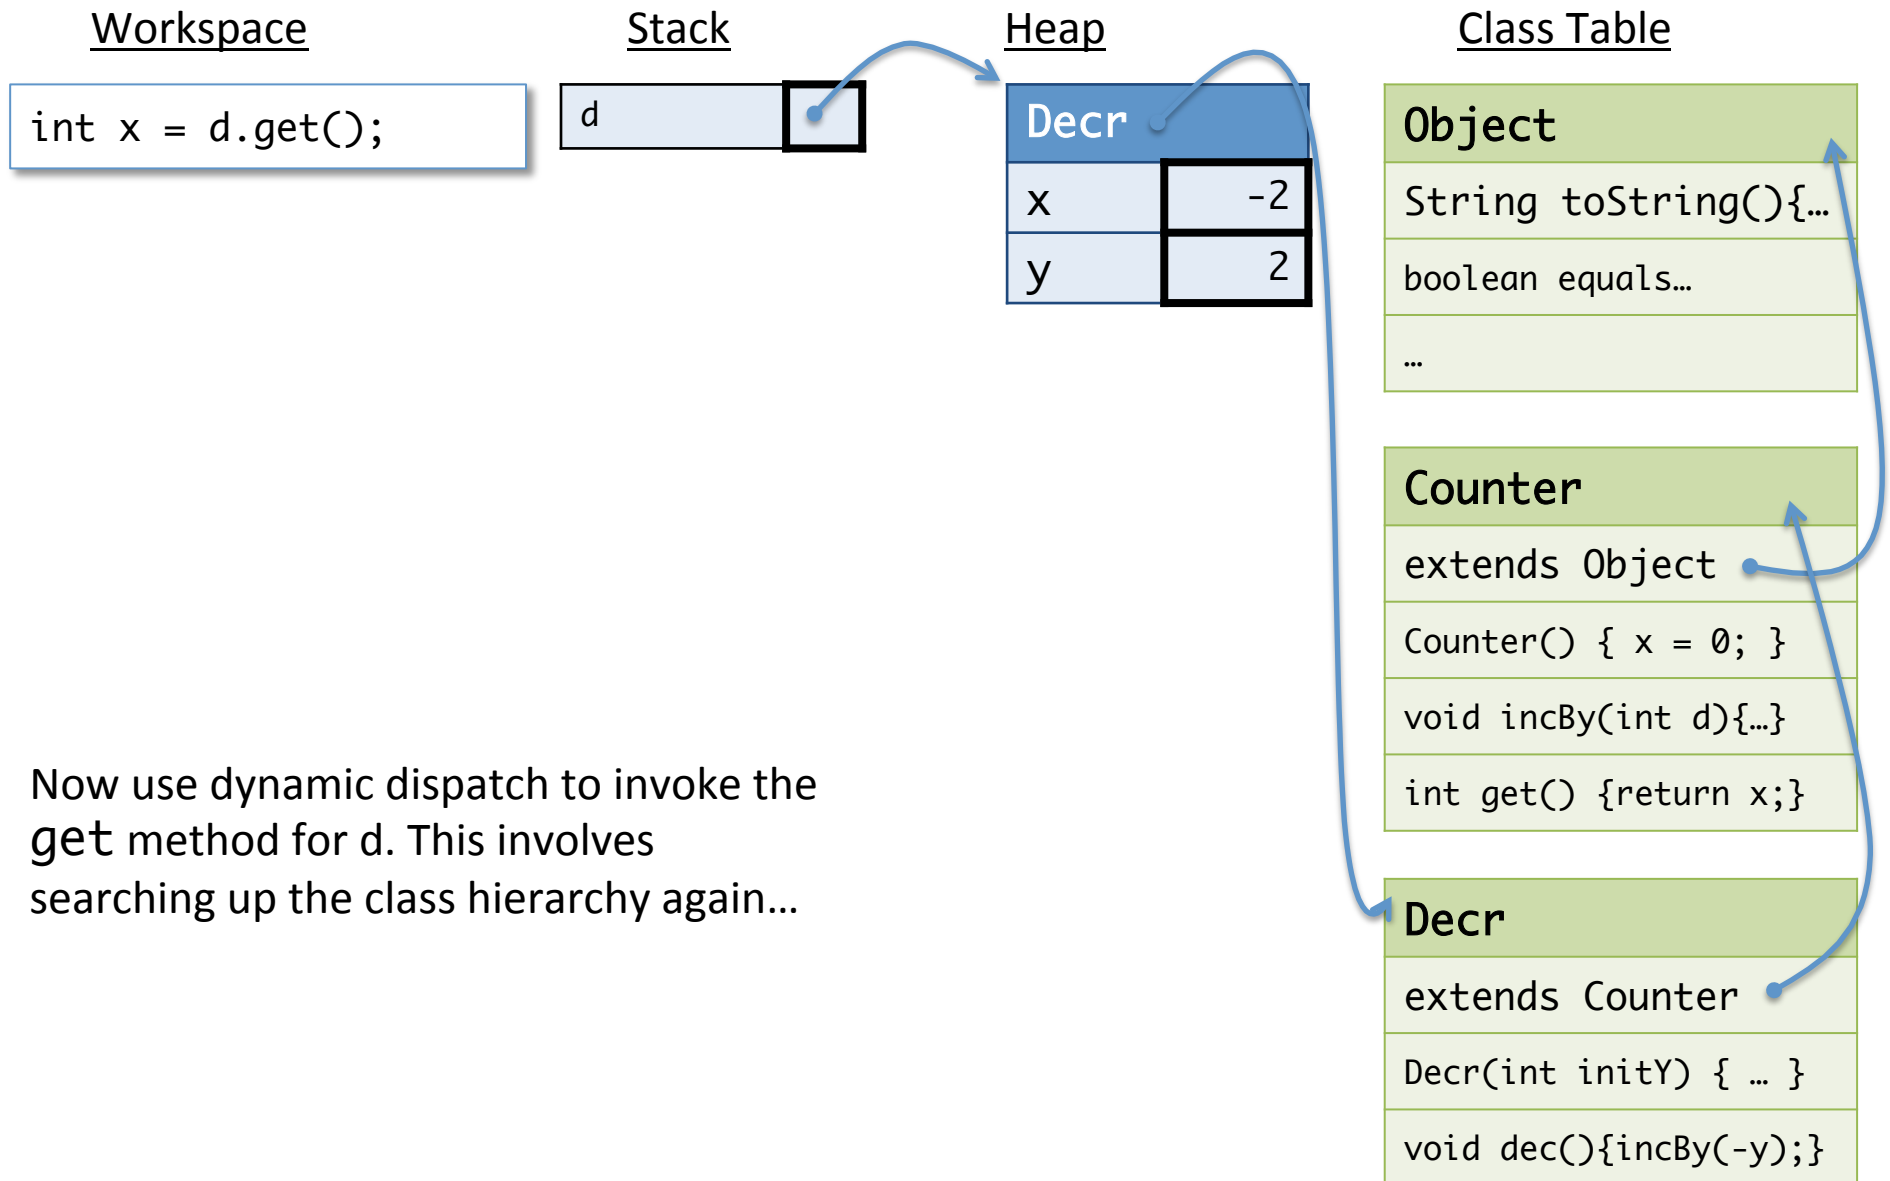 Workspace
Stack
Heap
Class Table
int x = d.get();
d
Decr
x -2
y 2
Object
String toString(){…
boolean equals…
…
Counter
extends Object
Counter() { x = 0; }
void incBy(int d){…}
int get() {return x;}
Decr
extends Counter
Decr(int initY) { … }
void dec(){incBy(-y);}
Now use dynamic dispatch to invoke the
get method for d. This involves
searching up the class hierarchy again…